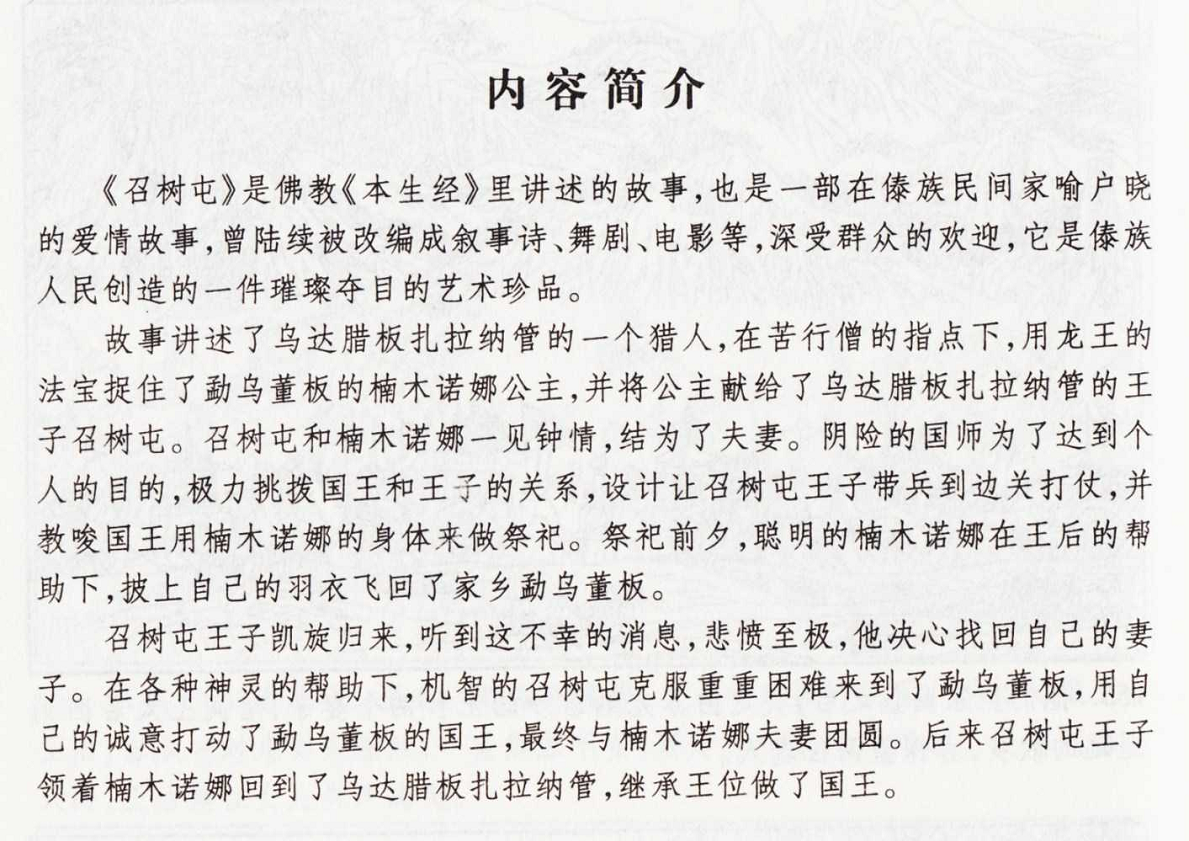 内容简介
《召树屯》是佛教《本生经》里讲述的故事,也是一部在傣族民间家喻户晓
的爱情故事,曾陆续被改编成叙事诗、舞剧、电影等,深受群众的欢迎,它是傣族
人民创造的一件璀璨夺目的艺术珍品。
故事讲述了乌达腊板扎拉纳管的一个猎人,在苦行僧的指点下,用龙王的
法宝捉住了勐乌董板的楠木诺娜公主,并将公主献给了乌达腊板扎拉纳管的王
子召树屯。召树屯和楠木诺娜一见钟情,结为了夫妻。阴险的国师为了达到个
人的目的,极力挑拨国王和王子的关系,设计让召树屯王子带兵到边关打仗,并
教唆国王用楠木诺娜的身体来做祭祀。祭祀前夕,聪明的楠木诺娜在王后的帮
助下,披上自己的羽衣飞回了家乡勐乌董板。
召树屯王子凯旋归来,听到这不幸的消息,悲愤至极,他决心找回自己的妻
子。在各种神灵的帮助下,机智的召树屯克服重重困难来到了勐乌董板,用自
己的诚意打动了勐乌董板的国王,最终与楠木诺娜夫妻团圆。后来召树屯王子
领着楠木诺娜回到了乌达腊板扎拉纳管,继承王位做了国王。